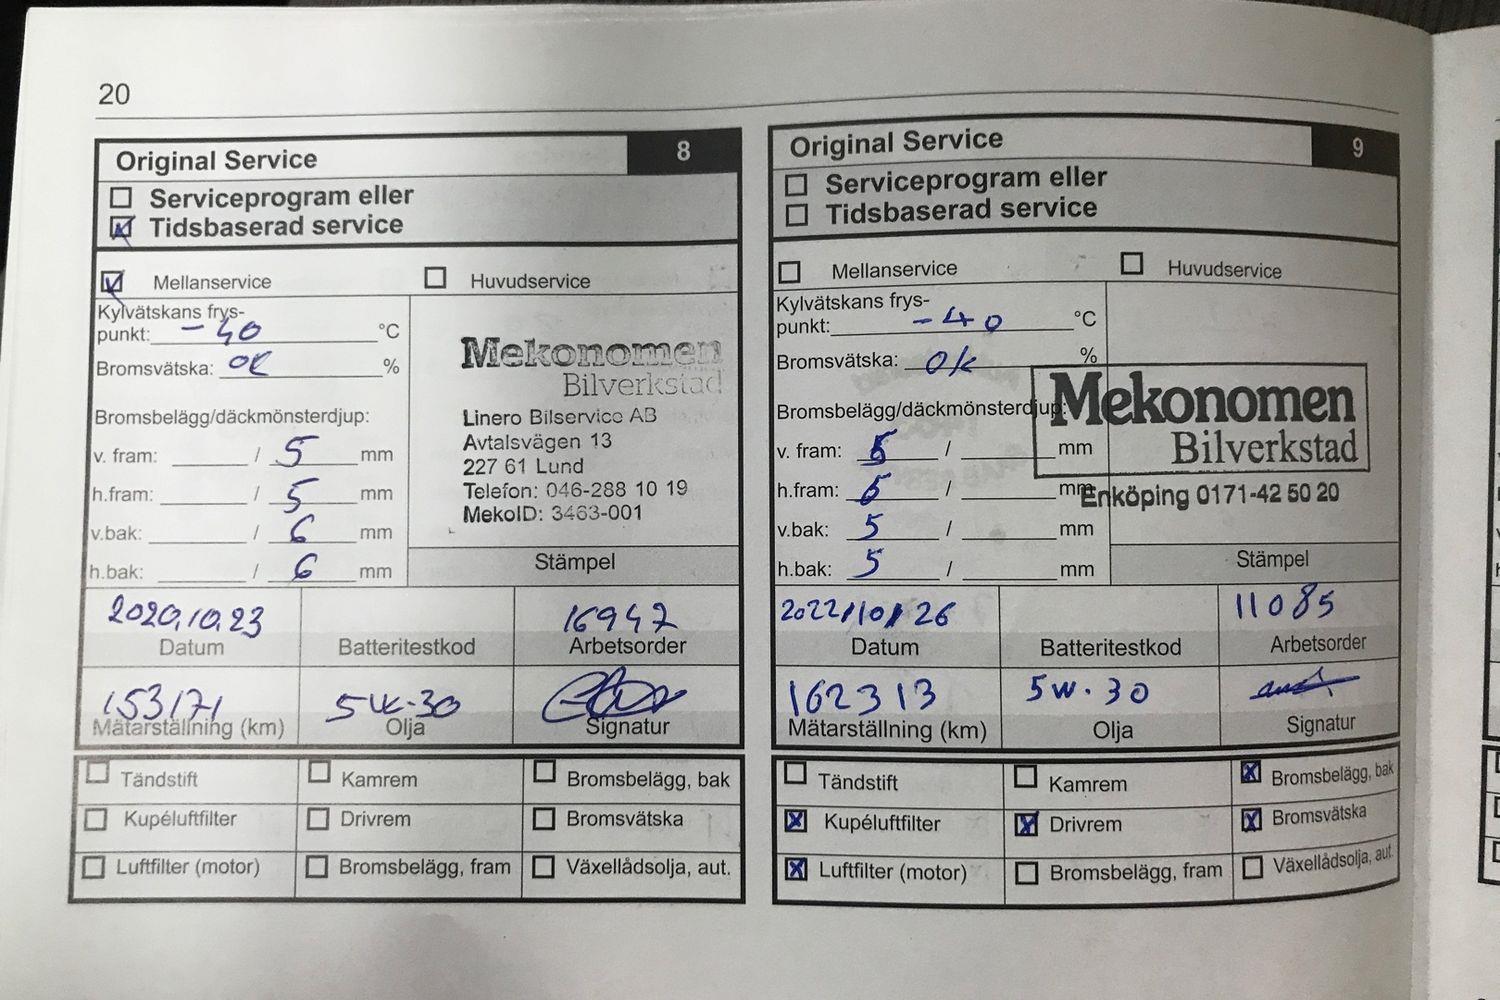 20
Original Service 8
Serviceprogram eller
Tidsbaserad service
Mellanservice Huvudservice
Kylvätskans frys-
punkt: -40 °C
Bromsvätska: OK %
Bromsbelägg/däckmönsterdjup:
v. fram: / 5 mm
h.fram: / 5 mm
v.bak: / 6 mm
h.bak: / 6 mm
Mekonomen
Bilverkstad
Linero Bilservice AB
Avtalsvägen 13
227 61 Lund
Telefon: 046-288 10 19
MekoID: 3463-001
Stämpel
2020.10.23 16947
Datum Batteritestkod Arbetsorder
153171 5W-30
Mätarställning (km) Olja Signatur
Tändstift Kamrem Bromsbelägg, bak
Kupéluftfilter Drivrem Bromsvätska
Luftfilter (motor) Bromsbelägg, fram Växellådsolja, aut.
Original Service 9
Serviceprogram eller
Tidsbaserad service
Mellanservice Huvudservice
Kylvätskans frys-
punkt: -40 °C
Bromsvätska: ok %
Bromsbelägg/däckmönsterdjup:
v. fram: / mm
h.fram: / mm
v.bak: 5 / mm
h.bak: 5 / mm
Mekonomen
Bilverkstad
Enköping 0171-42 50 20
Stämpel
2022/10/26 11085
Datum Batteritestkod Arbetsorder
162313 5W-30
Mätarställning (km) Olja Signatur
Tändstift Kamrem Bromsbelägg, bak
Kupéluftfilter Drivrem Bromsvätska
Luftfilter (motor) Bromsbelägg, fram Växellådsolja, aut.